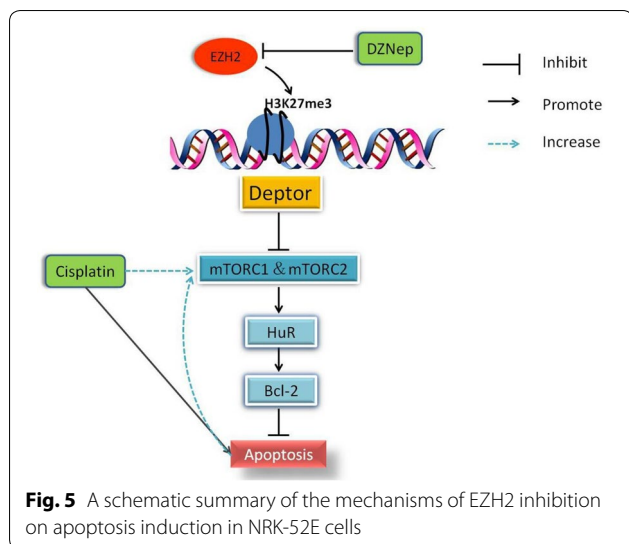 EZH2
DZNep
Inhibit
H3K27me3
Promote
Increase
Deptor
Cisplatin
mTORC1 & mTORC2
HuR
Bcl-2
Apoptosis
Fig. 5 A schematic summary of the mechanisms of EZH2 inhibition
on apoptosis induction in NRK-52E cells